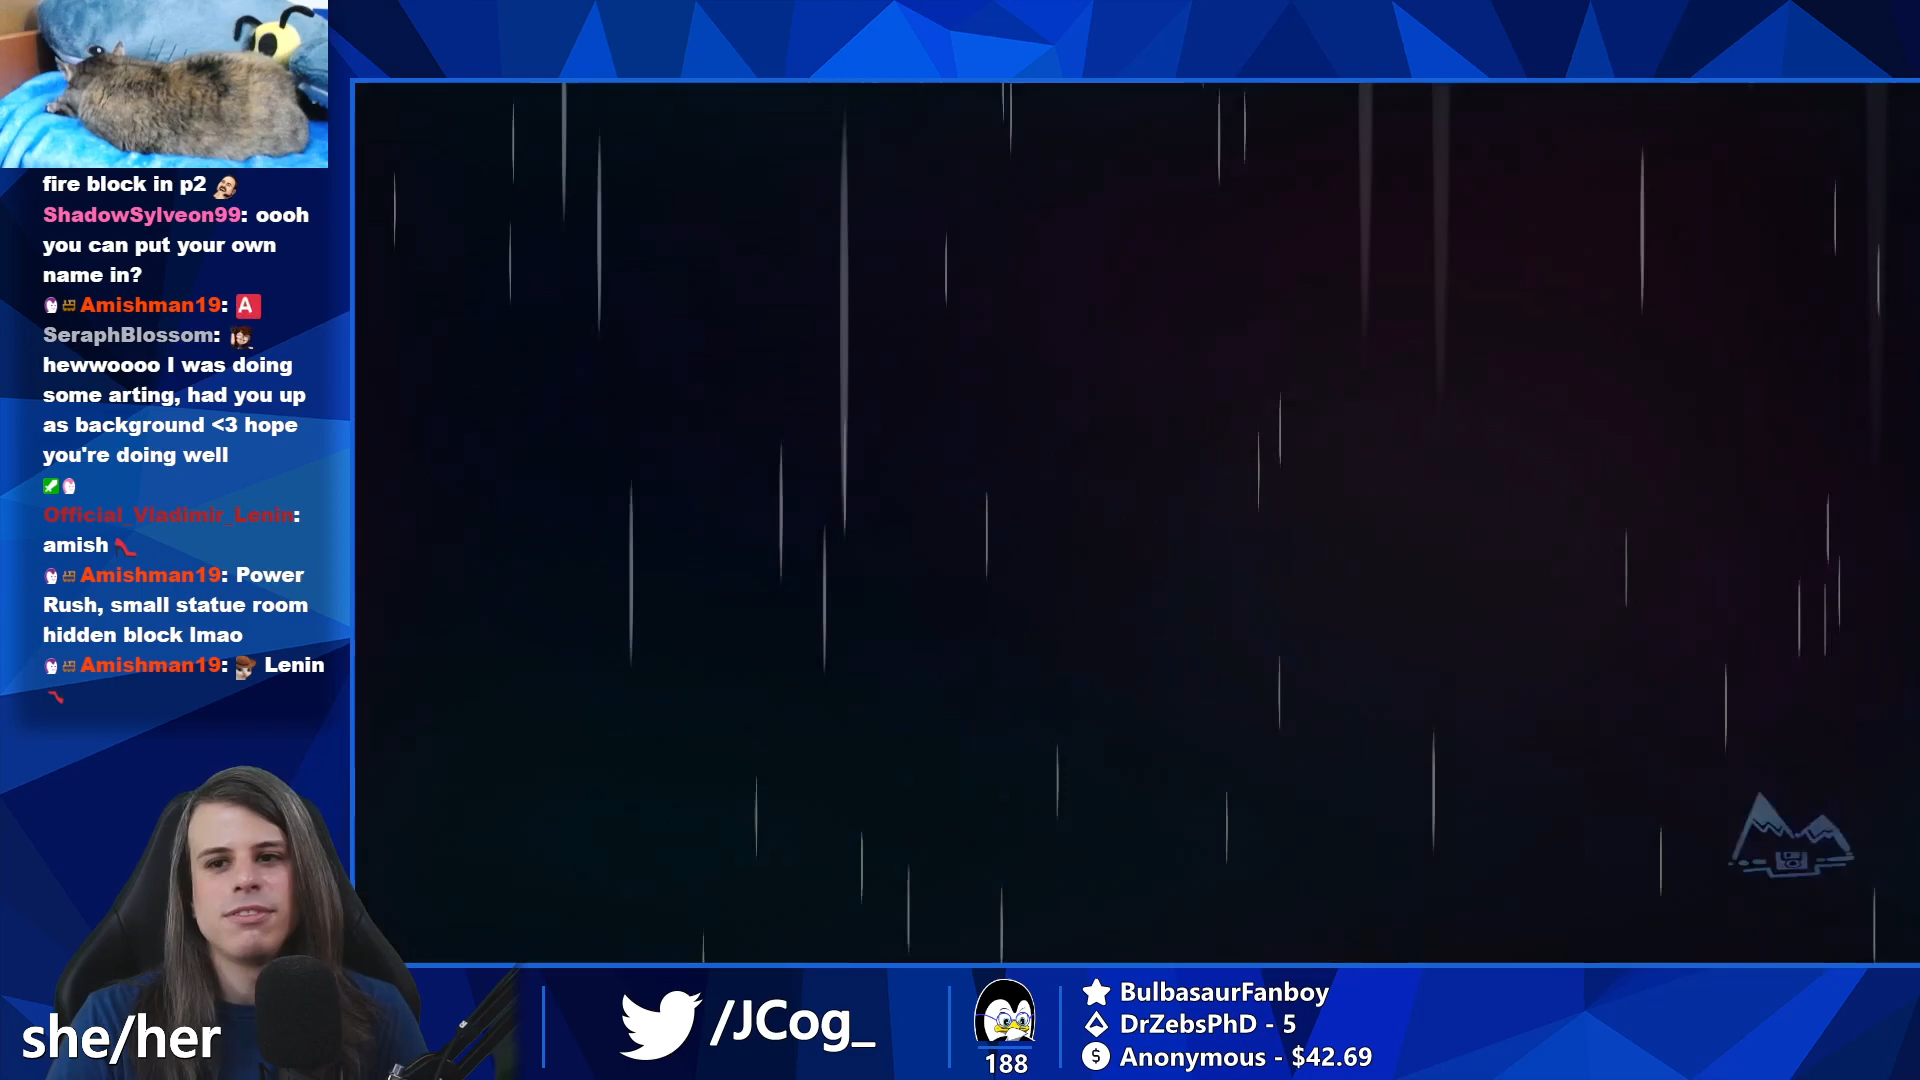 fire block in p2
ShadowSylveon99: oooh
you can put your own
name in?
Amishman19: A
SeraphBlossom:
hewwoooo I was doing
some arting, had you up
as background <3 hope
you're doing well
Official_Vladimir_Lenin:
amish
Amishman19: Power
Rush, small statue room
hidden block lmao
Amishman19: Lenin
she/her
/JCog_
188
BulbasaurFanboy
DrZebsPhD - 5
$ Anonymous - $42.69